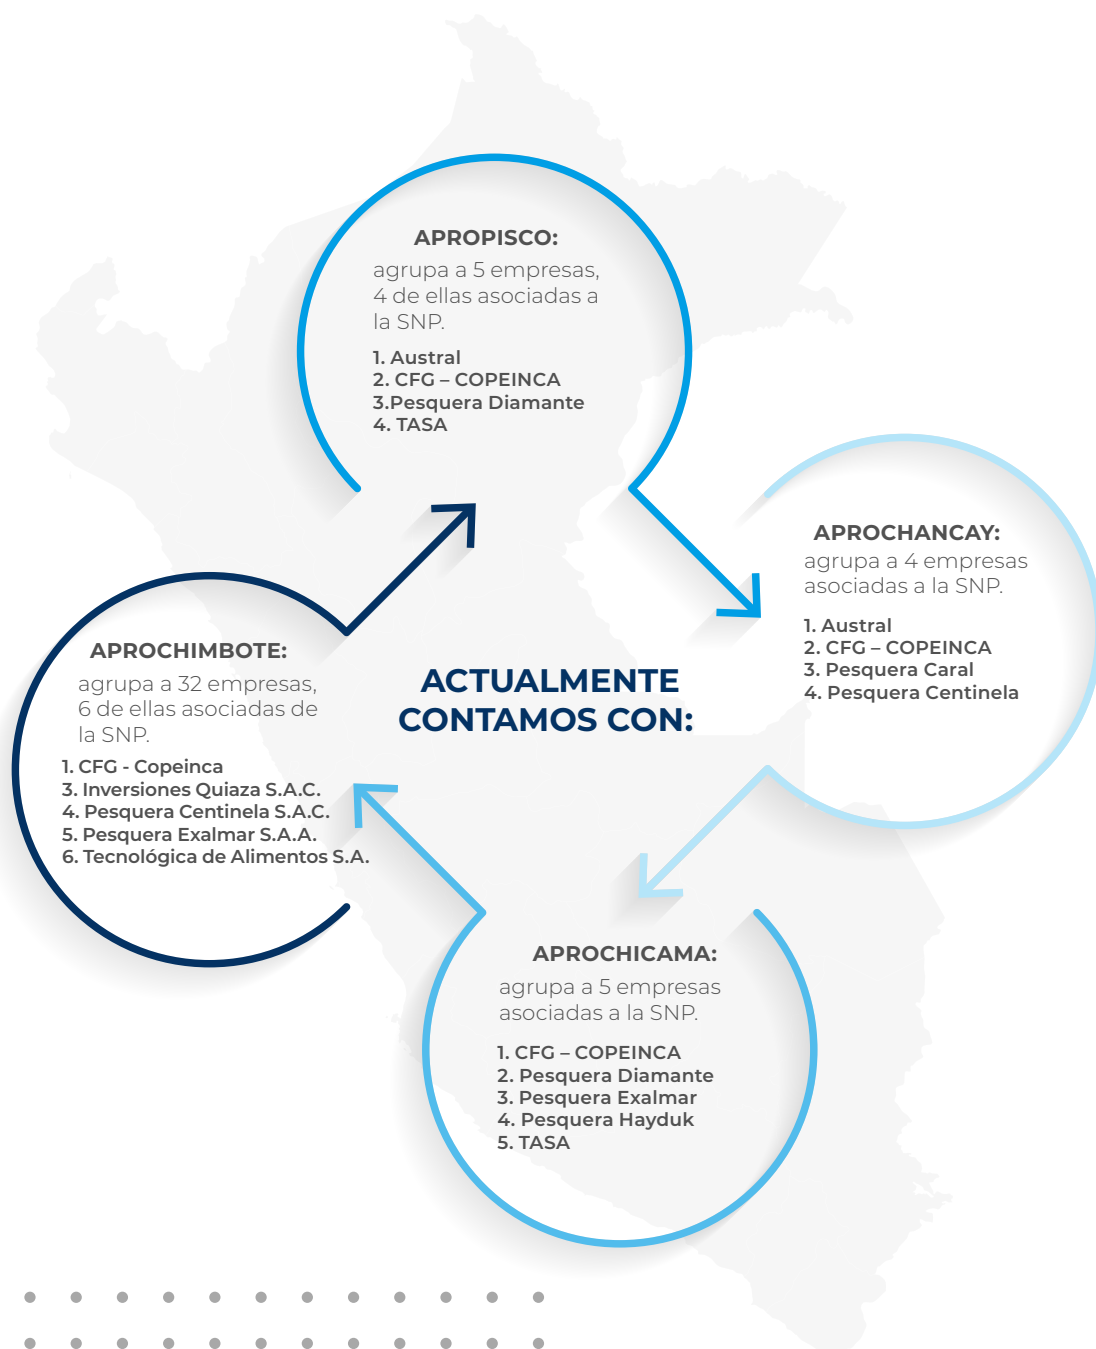 APROPISCO:
agrupa a 5 empresas,
4 de ellas asociadas a
la SNP.
1. Austral
2. CFG – COPEINCA
3.Pesquera Diamante
4. TASA
APROCHANCAY:
agrupa a 4 empresas
asociadas a la SNP.
1. Austral
2. CFG – COPEINCA
3. Pesquera Caral
4. Pesquera Centinela
APROCHIMBOTE:
agrupa a 32 empresas,
6 de ellas asociadas de
la SNP.
1. CFG - Copeinca
3. Inversiones Quiaza S.A.C.
4. Pesquera Centinela S.A.C.
5. Pesquera Exalmar S.A.A.
6. Tecnológica de Alimentos S.A.
ACTUALMENTE
CONTAMOS CON:
APROCHICAMA:
agrupa a 5 empresas
asociadas a la SNP.
1. CFG – COPEINCA
2. Pesquera Diamante
3. Pesquera Exalmar
4. Pesquera Hayduk
5. TASA